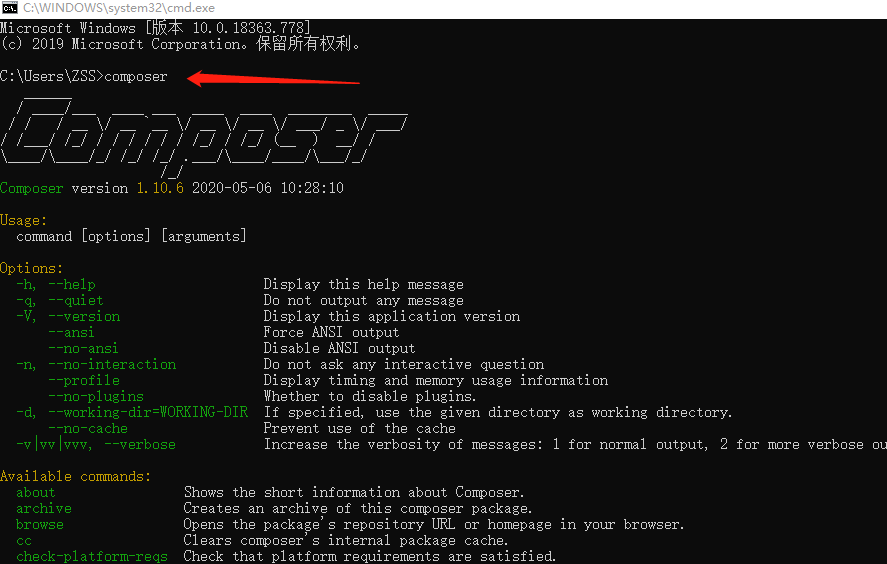 C:\WINDOWS\system32\cmd.exe
Microsoft Windows [版本 10.0.18363.778]
(c) 2019 Microsoft Corporation。保留所有权利。
C:\Users\ZSS>composer
Composer
Composer version 1.10.6 2020-05-06 10:28:10
Usage:
command [options] [arguments]
Options:
-h, --help Display this help message
-q, --quiet Do not output any message
-V, --version Display this application version
--ansi Force ANSI output
--no-ansi Disable ANSI output
-n, --no-interaction Do not ask any interactive question
--profile Display timing and memory usage information
--no-plugins Whether to disable plugins.
-d, --working-dir=WORKING-DIR If specified, use the given directory as working directory.
--no-cache Prevent use of the cache
-v|vv|vvv, --verbose Increase the verbosity of messages: 1 for normal output, 2 for more verbose ou
Available commands:
about Shows the short information about Composer.
archive Creates an archive of this composer package.
browse Opens the package's repository URL or homepage in your browser.
cc Clears composer's internal package cache.
check-platform-reqs Check that platform requirements are satisfied.